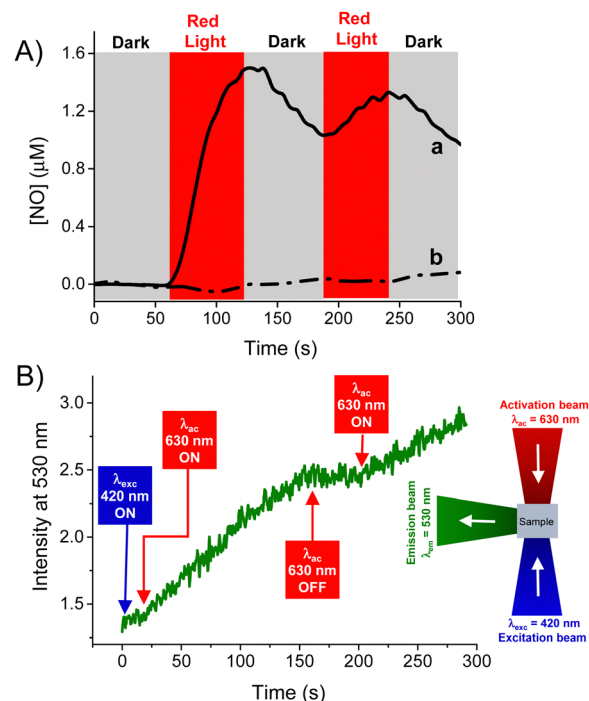 A)
Dark
Red
Light
Dark
Red
Light
Dark
1.6
1.2
0.8
0.4
0.0
[NO] (μM)
a
b
0
50
100
150
200
250
300
Time (s)
B)
3.0
2.5
2.0
1.5
Intensity at 530 nm
λexc
420 nm
ON
λac
630 nm
ON
λac
630 nm
OFF
λac
630 nm
ON
0
50
100
150
200
250
300
Time (s)
Activation beam
λac = 630 nm
Emission beam
λem = 530 nm
Sample
λexc = 420 nm
Excitation beam